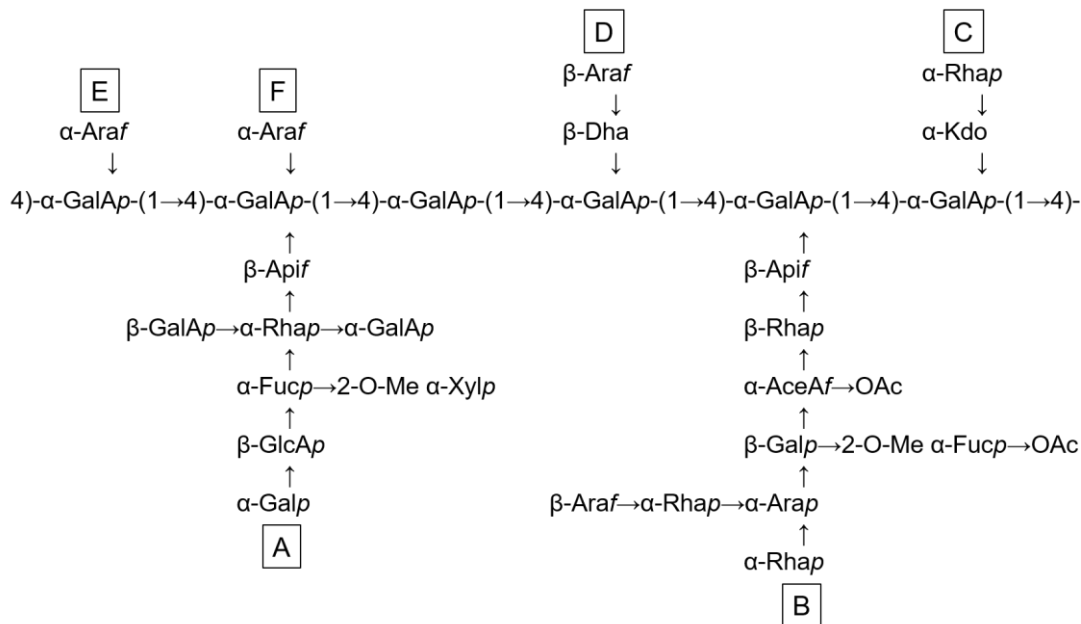 D C
β-Araf α-Rhap
E F
↓ ↓
α-Araf α-Araf β-Dha α-Kdo
↓ ↓ ↓ ↓
4)-α-GalAp-(1→4)-α-GalAp-(1→4)-α-GalAp-(1→4)-α-GalAp-(1→4)-α-GalAp-(1→4)-α-GalAp-(1→4)-
↑ ↑
β-Apif β-Apif
↑ ↑
β-GalAp→α-Rhap→α-GalAp β-Rhap
↑ ↑
α-Fucp→2-O-Me α-Xylp α-AceAf→OAc
↑ ↑
β-GlcAp β-Galp→2-O-Me α-Fucp→OAc
↑ ↑
α-Galp β-Araf→α-Rhap→α-Arap
A ↑
α-Rhap
B